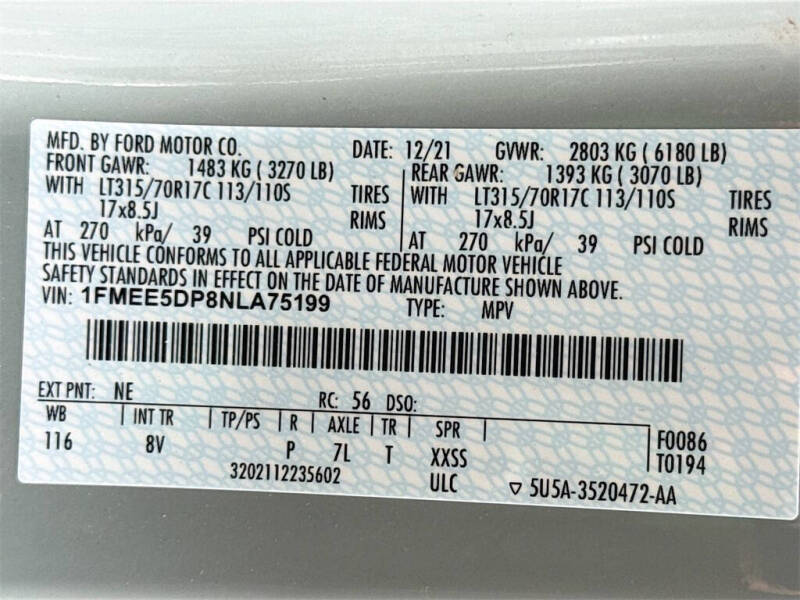 MFD. BY FORD MOTOR CO. DATE: 12/21 GVWR: 2803 KG ( 6180 LB)
FRONT GAWR: 1483 KG ( 3270 LB) REAR GAWR: 1393 KG ( 3070 LB)
WITH LT315/70R17C 113/110S TIRES WITH LT315/70R17C 113/110S TIRES
17x8.5J RIMS 17x8.5J RIMS
AT 270 kPa/ 39 PSI COLD AT 270 kPa/ 39 PSI COLD
THIS VEHICLE CONFORMS TO ALL APPLICABLE FEDERAL MOTOR VEHICLE
SAFETY STANDARDS IN EFFECT ON THE DATE OF MANUFACTURE SHOWN ABOVE.
VIN: 1FMEE5DP8NLA75199 TYPE: MPV
EXT PNT: NE RC: 56 DSO:
WB INT TR TP/PS R AXLE TR SPR F0086
116 8V P 7L T XXSS T0194
3202112235602 ULC ▽ 5U5A-3520472-AA